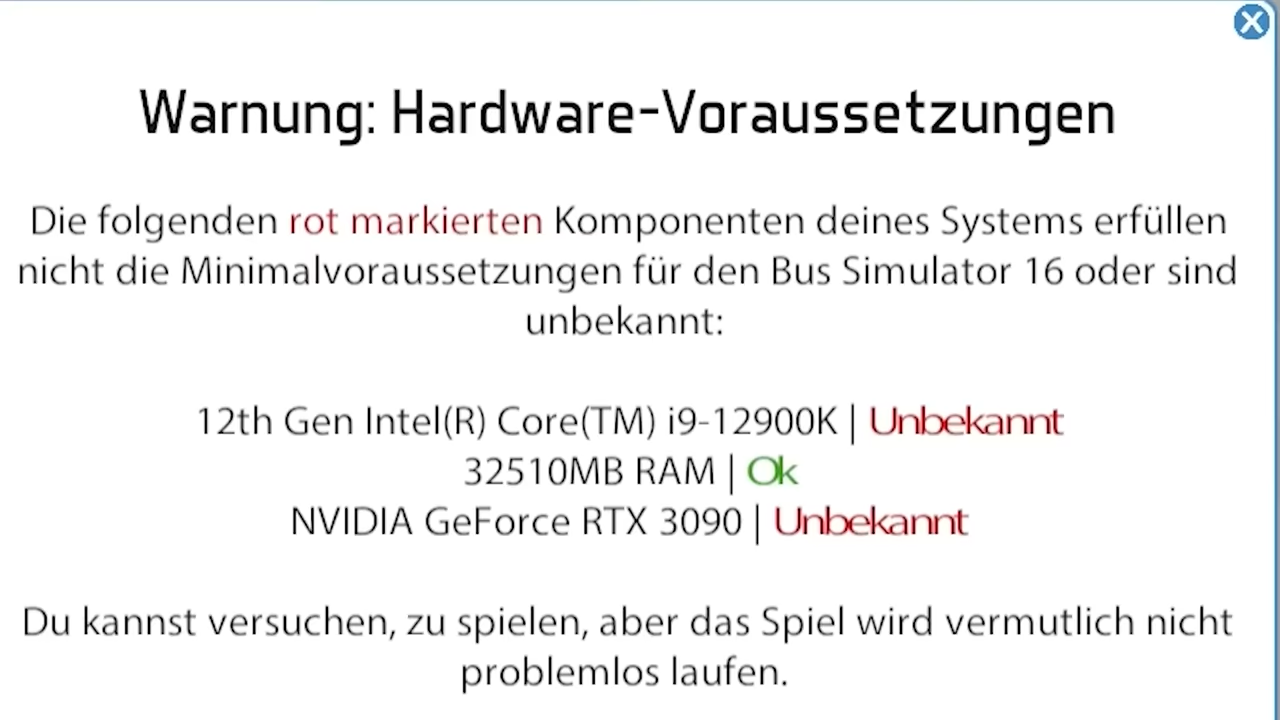 Warnung: Hardware-Voraussetzungen
Die folgenden rot markierten Komponenten deines Systems erfüllen
nicht die Minimalvoraussetzungen für den Bus Simulator 16 oder sind
unbekannt:
12th Gen Intel(R) Core(TM) i9-12900K | Unbekannt
32510MB RAM | Ok
NVIDIA GeForce RTX 3090 | Unbekannt
Du kannst versuchen, zu spielen, aber das Spiel wird vermutlich nicht
problemlos laufen.